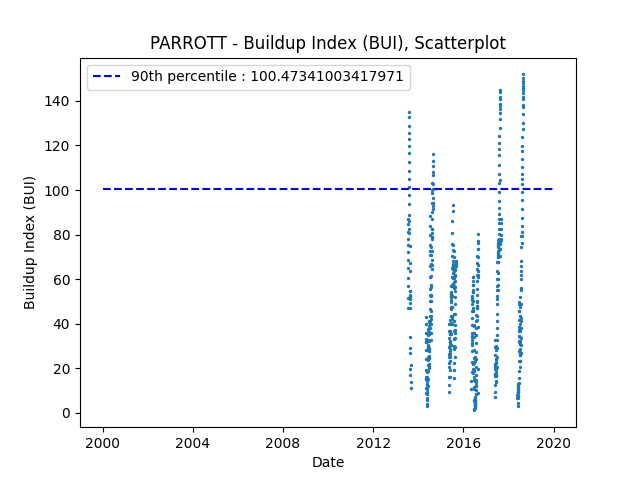 PARROTT - Buildup Index (BUI), Scatterplot
90th percentile : 100.47341003417971
140
120
100
80
60
40
20
0
Buildup Index (BUI)
2000 2004 2008 2012 2016 2020
Date